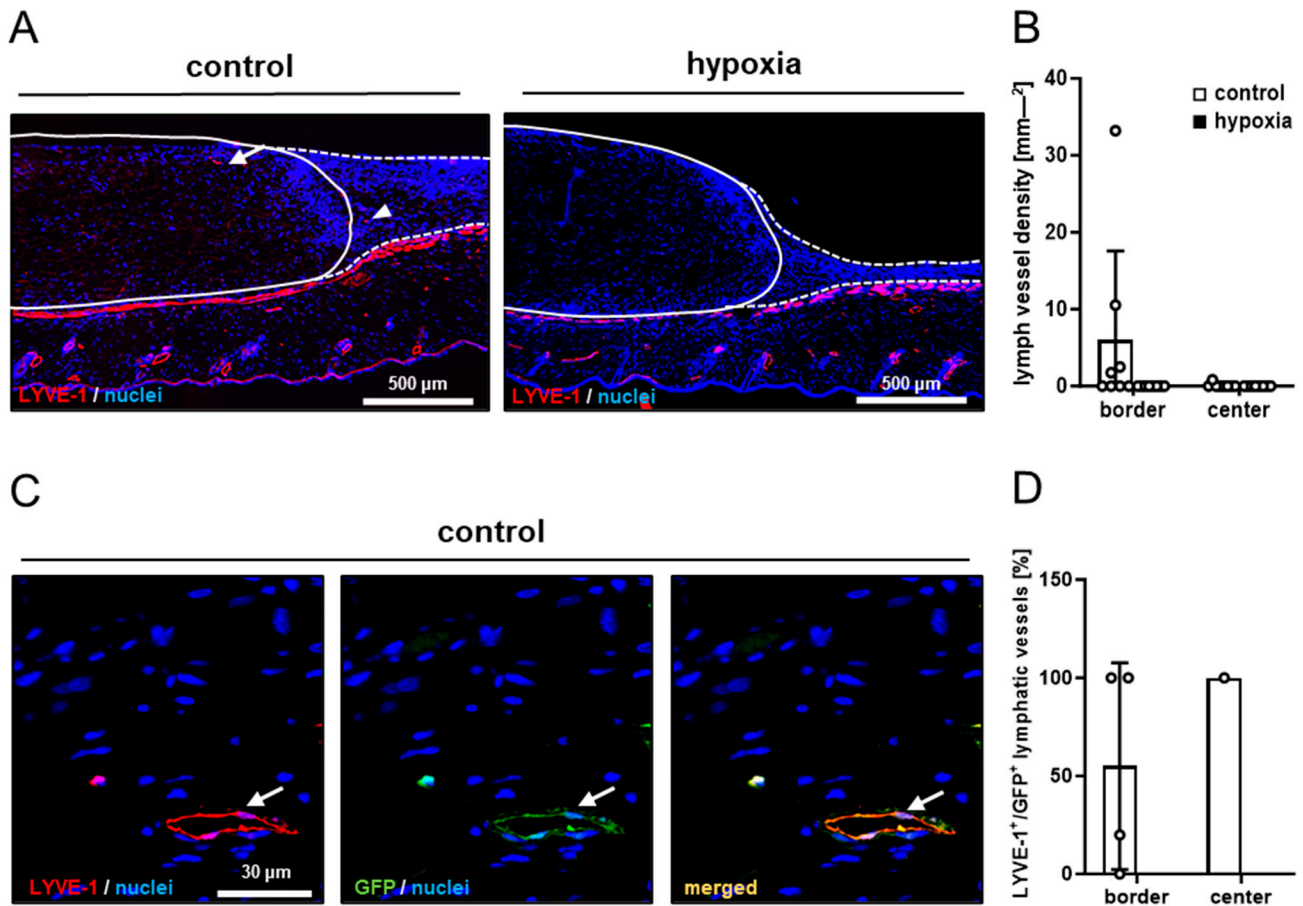 A
control
hypoxia
LYVE-1 / nuclei
500 µm
LYVE-1 / nuclei
500 µm
B
lymph vessel density [mm—²]
40
30
20
10
0
control
hypoxia
border
center
C
control
LYVE-1 / nuclei
30 µm
GFP / nuclei
merged
D
LYVE-1⁺/GFP⁺ lymphatic vessels [%]
150
100
50
0
border
center